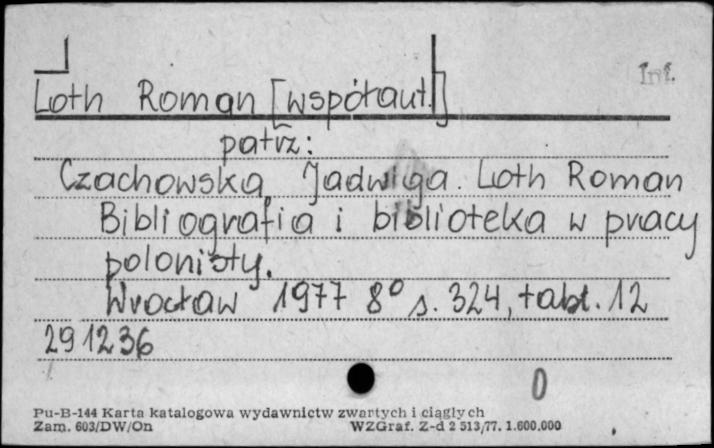 Inf.
Loth Roman [współaut.]
patrz:
Czachowska Jadwiga. Loth Roman
Bibliografia i biblioteka w pracy
polonisty.
Wrocław 1977 8° s. 324, tabl. 12
291236
0
Pu-B-144 Karta katalogowa wydawnictw zwartych i ciągłych
Zam. 603/DW/On WZGraf. Z-d 2 513/77. 1.600.000